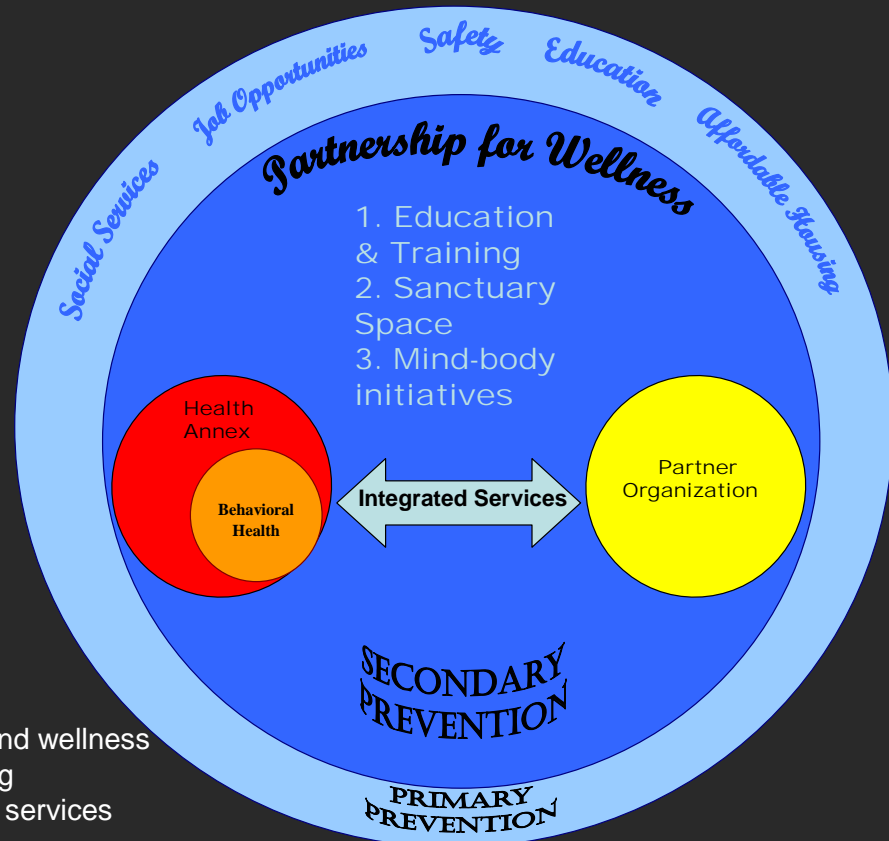 Social Services
Job Opportunities
Safety
Education
Affordable Housing
Partnership for Wellness
1. Education
& Training
2. Sanctuary
Space
3. Mind-body
initiatives
Health
Annex
Behavioral
Health
Integrated Services
Partner
Organization
SECONDARY
PREVENTION
PRIMARY
PREVENTION
wellness
services